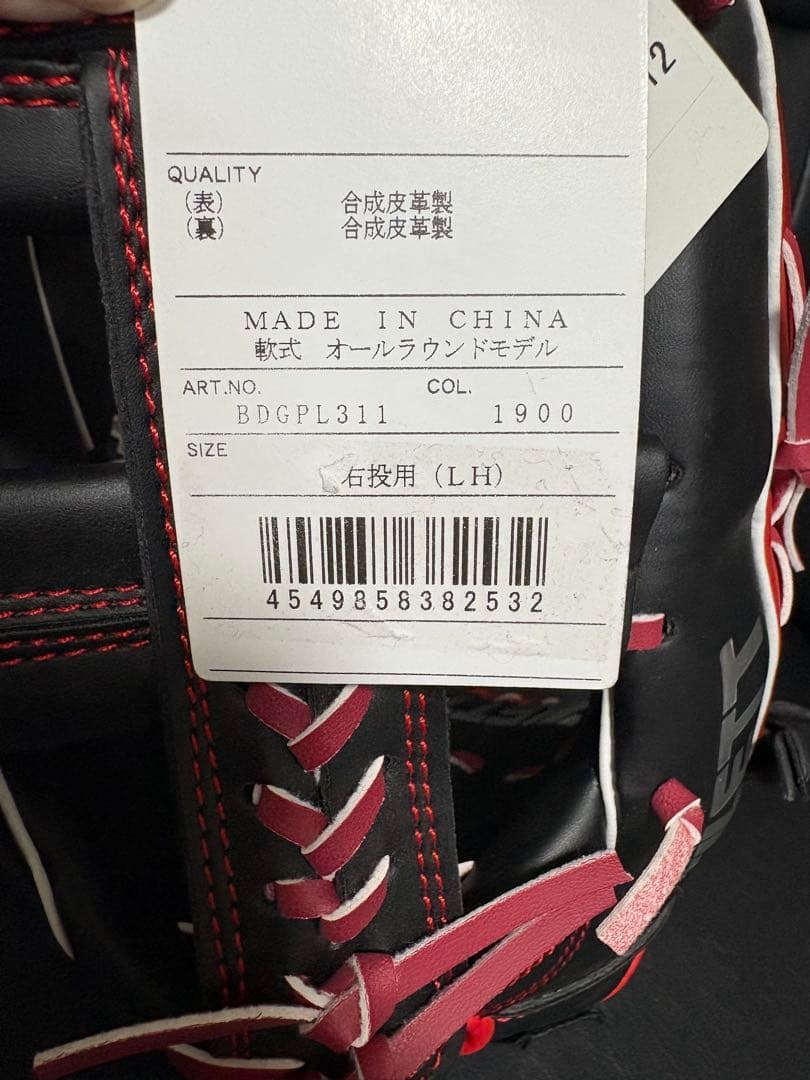 12
QUALITY
(表) 合成皮革製
(裏) 合成皮革製
MADE IN CHINA
軟式 オールラウンドモデル
ART.NO. COL.
BDGPL311 1900
SIZE
右投用(LH)
4549858382532
ZETT